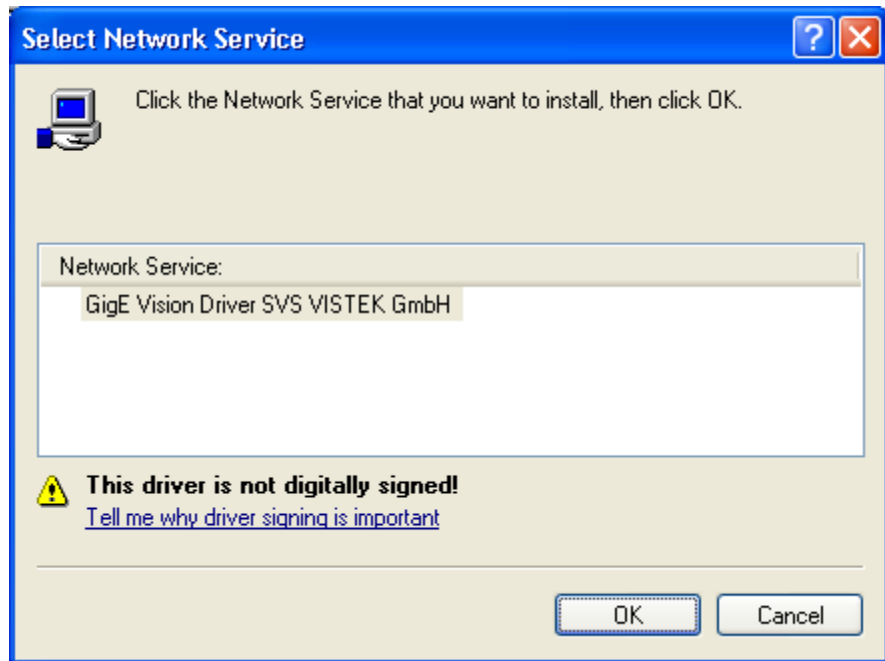 Select Network Service
?
Click the Network Service that you want to install, then click OK.
Network Service:
GigE Vision Driver SVS VISTEK GmbH
This driver is not digitally signed!
Tell me why driver signing is important
OK
Cancel